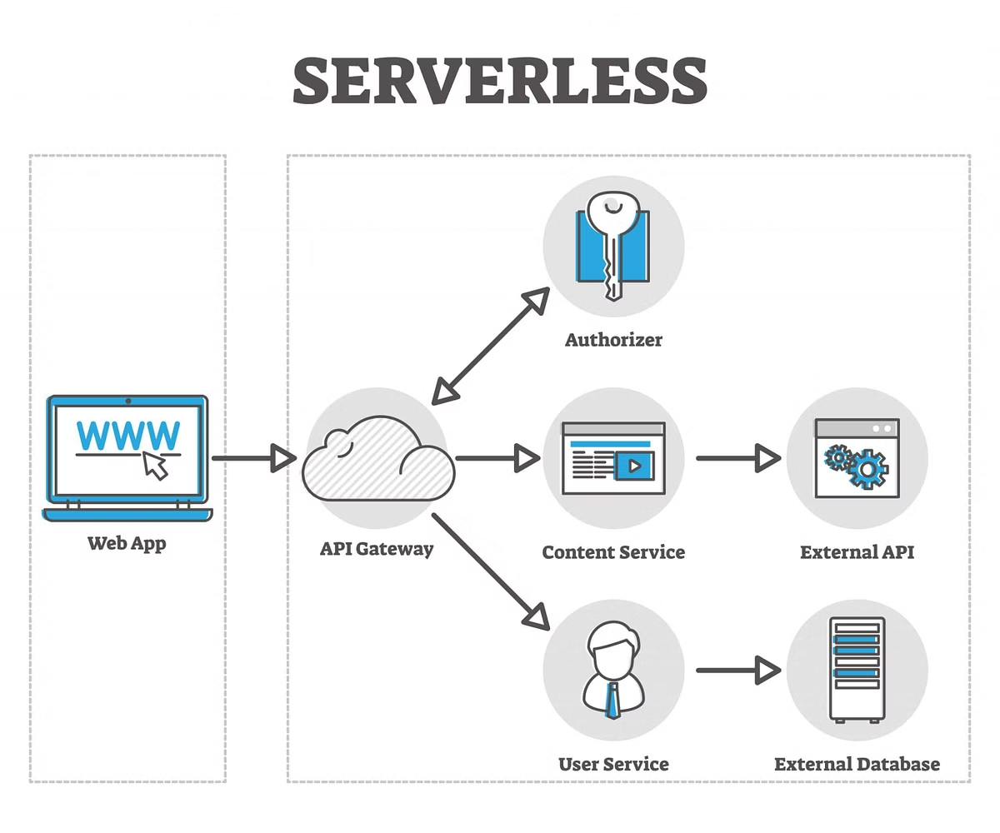 SERVERLESS
Authorizer
WWW
Web App
API Gateway
Content Service
External API
User Service
External Database